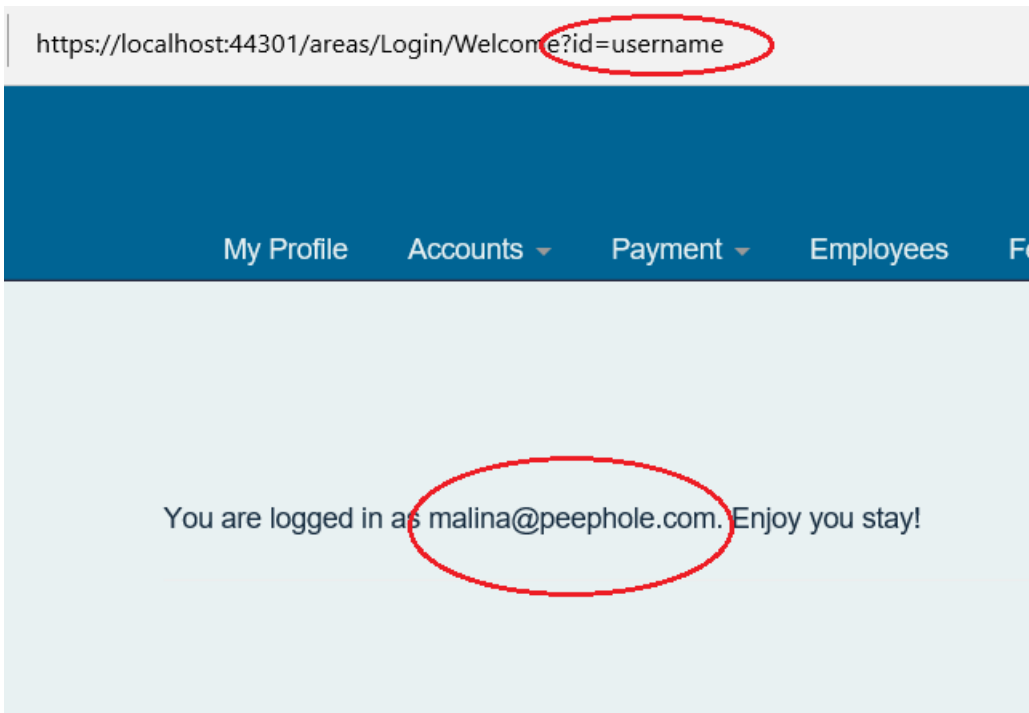 https://localhost:44301/areas/Login/Welcome?id=username
My Profile Accounts Payment Employees
You are logged in as malina@peephole.com. Enjoy you stay!